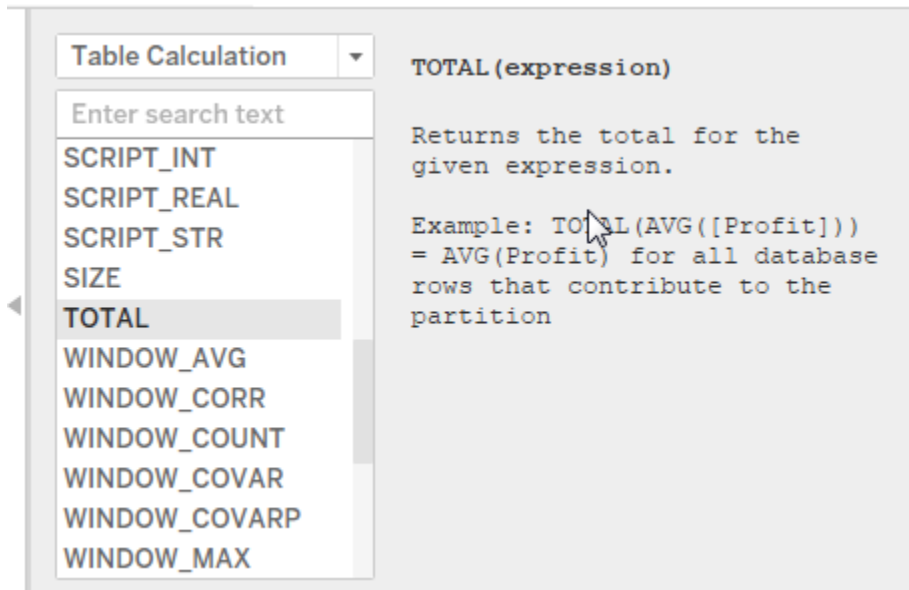 Table Calculation
Enter search text
SCRIPT_INT
SCRIPT_REAL
SCRIPT_STR
SIZE
TOTAL
WINDOW_AVG
WINDOW_CORR
WINDOW_COUNT
WINDOW_COVAR
WINDOW_COVARP
WINDOW_MAX
TOTAL(expression)
Returns the total for the
given expression.
Example: TOTAL(AVG([Profit]))
= AVG(Profit) for all database
rows that contribute to the
partition